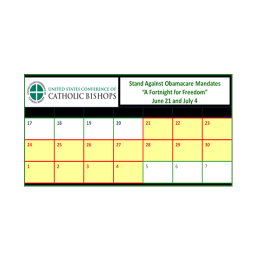 UNITED STATES CONFERENCE OF
CATHOLIC BISHOPS
Stand Against Obamacare Mandates
"A Fortnight for Freedom"
June 21 and July 4
17 18 19 20 21 22 23
24 25 26 27 28 29 30
1 2 3 4 5 6 7